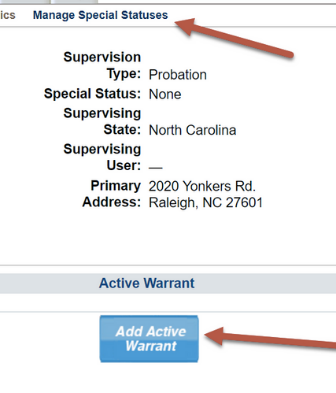 ics Manage Special Statuses
Supervision
Type: Probation
Special Status: None
Supervising
State: North Carolina
Supervising
User: —
Primary 2020 Yonkers Rd.
Address: Raleigh, NC 27601
Active Warrant
Add Active
Warrant